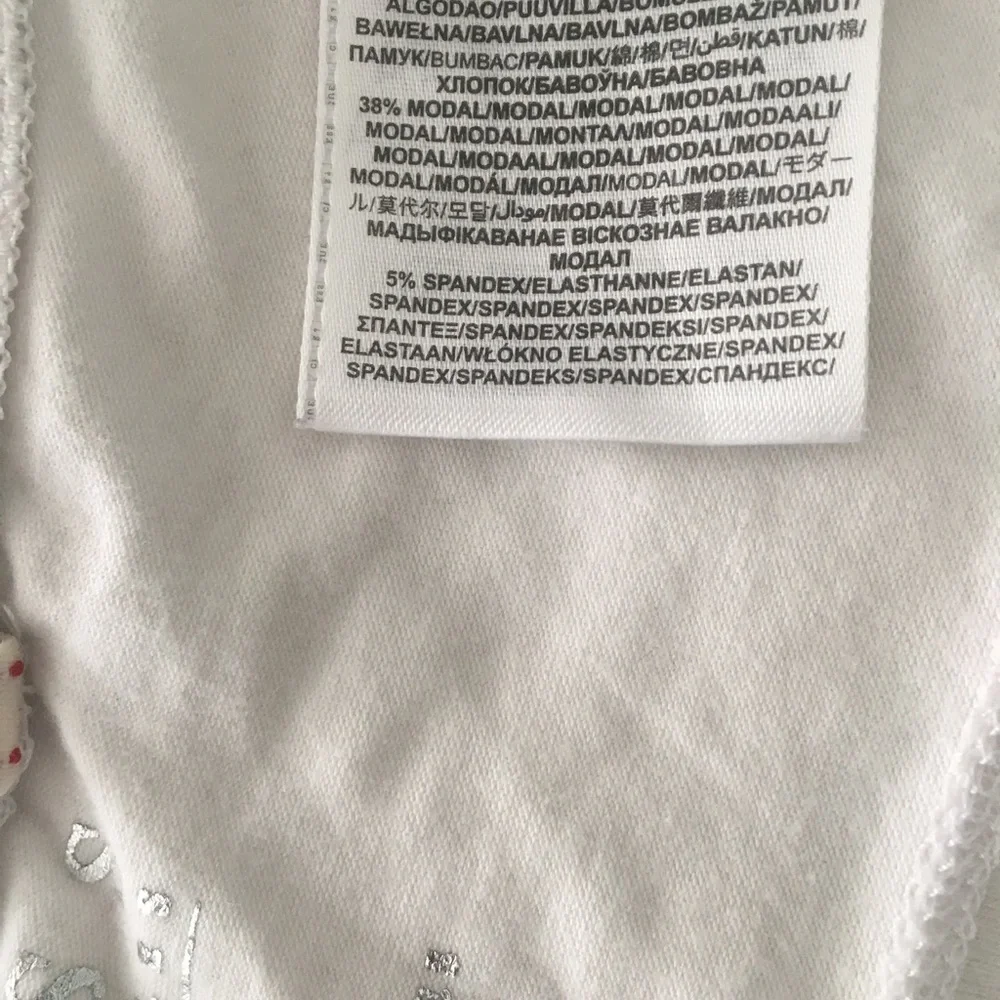 ALGODAO/PUUVILLA/
BAWEŁNA/BAVLNA/BAVLNA/BOMBAŽ/PAMUT/
ПАМУК/BUMBAC/PAMUK/綿/棉/면/قطن/KATUN/棉/
ХЛОПОК/БАВОЎНА/БАВОВНА
38% MODAL/MODAL/MODAL/MODAL/MODAL/
MODAL/MODAL/ΜΟΝΤΑΛ/MODAL/MODAALI/
MODAL/MODAAL/MODAL/MODAL/MODAL/
MODAL/MODÁL/МОДАЛ/MODAL/MODAL/モダー
ル/莫代尔/모달/مودال/MODAL/莫代爾纖維/МОДАЛ/
МАДЫФІКАВАНАЕ ВІСКОЗНАЕ ВАЛАКНО/
МОДАЛ
5% SPANDEX/ELASTHANNE/ELASTAN/
SPANDEX/SPANDEX/SPANDEX/SPANDEX/
ΣΠΑΝΤΕΞ/SPANDEX/SPANDEKSI/SPANDEX/
ELASTAAN/WŁÓKNO ELASTYCZNE/SPANDEX/
SPANDEX/SPANDEKS/SPANDEX/СПАНДЕКС/